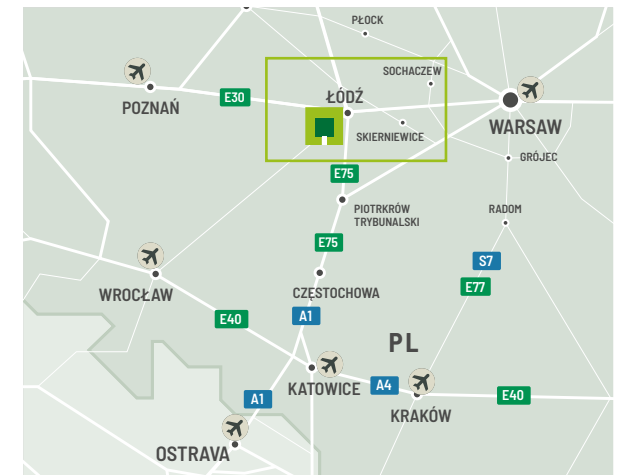 PŁOCK
SOCHACZEW
E30
ŁÓDŹ
POZNAŃ
WARSAW
SKIERNIEWICE
GRÓJEC
E75
PIOTRKRÓW
TRYBUNALSKI
RADOM
E75
S7
WROCŁAW
CZĘSTOCHOWA
E77
E40
A1
PL
KATOWICE
A4
A1
E40
KRAKÓW
OSTRAVA